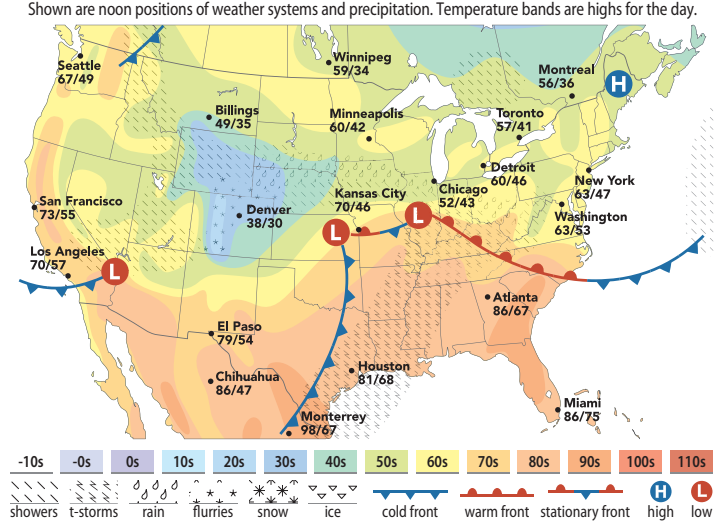 Shown are noon positions of weather systems and precipitation. Temperature bands are highs for the day.
Seattle
67/49
Winnipeg
59/34
Montreal
56/36
H
Billings
49/35
Minneapolis
60/42
Toronto
57/41
Detroit
60/46
New York
63/47
San Francisco
73/55
Denver
38/30
Kansas City
70/46
Chicago
52/43
Washington
63/53
L
L
Los Angeles
70/57
L
Atlanta
86/67
El Paso
79/54
Chihuahua
86/47
Houston
81/68
Monterrey
98/67
Miami
86/75
-10s -0s 0s 10s 20s 30s 40s 50s 60s 70s 80s 90s 100s 110s
H L
showers t-storms rain flurries snow ice cold front warm front stationary front high low